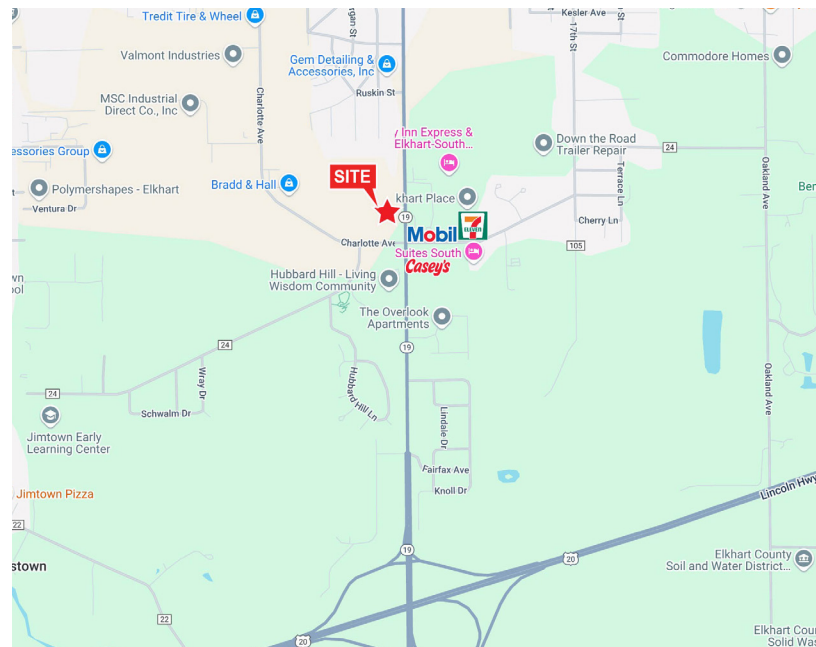 Tredit Tire & Wheel
Kesler Ave
17th St
Valmont Industries
Gem Detailing &
Accessories, Inc
Commodore Homes
Ruskin St
MSC Industrial
Direct Co., Inc
Charlotte Ave
y Inn Express &
Elkhart-South...
Down the Road
Trailer Repair
24
essories Group
SITE
Terrace Ln
Oakland Ave
Ben
Polymershapes - Elkhart
Bradd & Hall
khart Place
Ventura Dr
19
Cherry Ln
Mobil
7
ELEVEN
Charlotte Ave
105
Suites South
Casey's
Hubbard Hill - Living
Wisdom Community
wn
ool
The Overlook
Apartments
24
19
Wray Dr
Hubbard Hill Ln
Oakland Ave
24
Schwalm Dr
Lindale Dr
Jimtown Early
Learning Center
Fairfax Ave
Knoll Dr
Jimtown Pizza
Lincoln Hwy
22
19
20
Elkhart County
Soil and Water District...
stown
22
20
Elkhart Cou
Solid Was